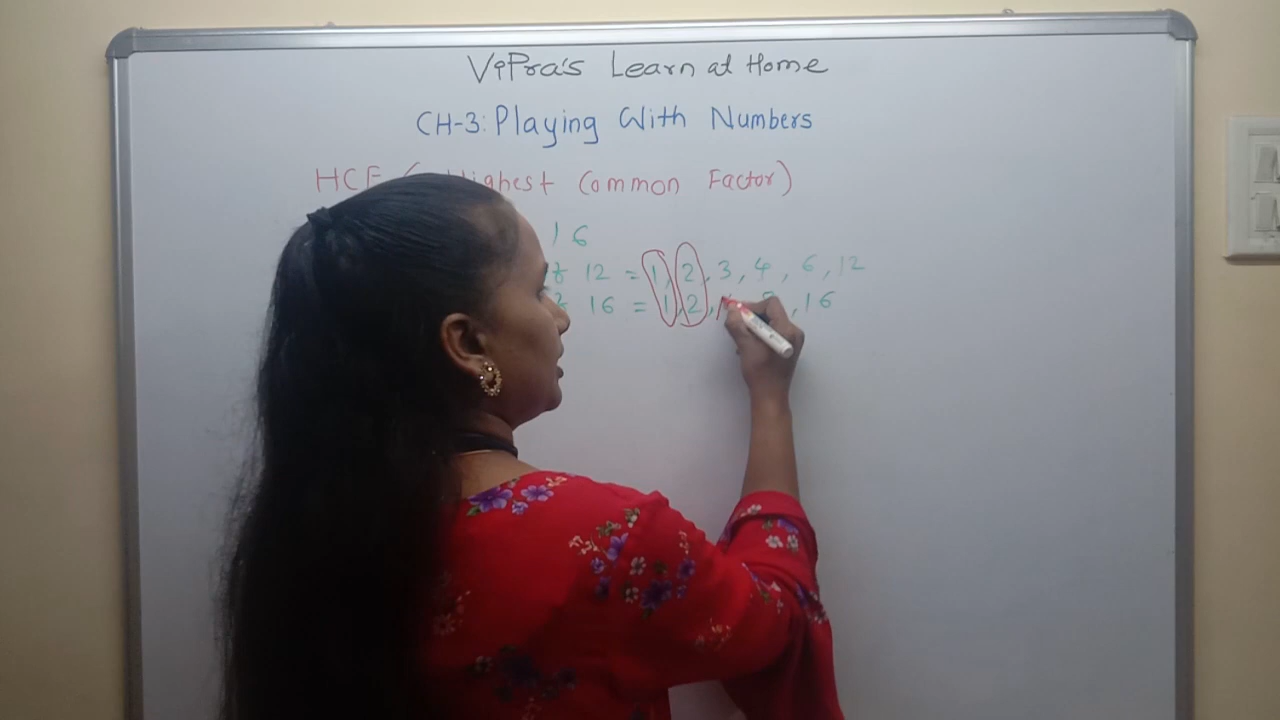 ViPra's Learn at Home
CH-3: Playing With Numbers
HCF ( Highest Common Factor)
16
12 = 1, 2, 3, 4, 6, 12
16 = 1, 2, , 16